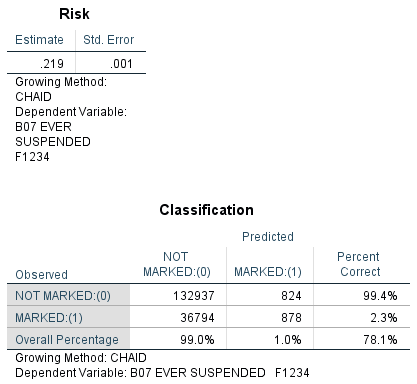 Risk
Estimate Std. Error
.219 .001
Growing Method:
CHAID
Dependent Variable:
B07 EVER
SUSPENDED
F1234
Classification
Predicted
Observed NOT MARKED:(0) MARKED:(1) Percent Correct
NOT MARKED:(0) 132937 824 99.4%
MARKED:(1) 36794 878 2.3%
Overall Percentage 99.0% 1.0% 78.1%
Growing Method: CHAID
Dependent Variable: B07 EVER SUSPENDED F1234